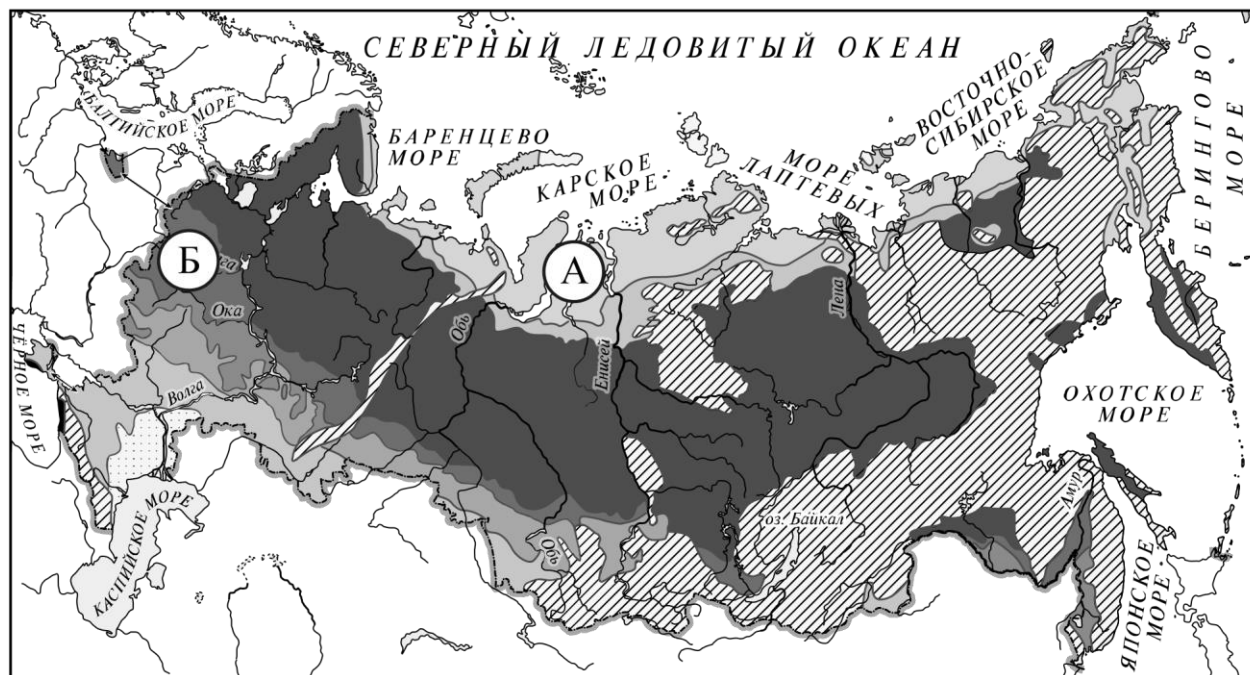 СЕВЕРНЫЙ ЛЕДОВИТЫЙ ОКЕАН
БАЛТИЙСКОЕ МОРЕ
БАРЕНЦЕВО
МОРЕ
КАРСКОЕ
МОРЕ
МОРЕ
ЛАПТЕВЫХ
ВОСТОЧНО-
СИБИРСКОЕ
МОРЕ
БЕРИНГОВО
МОРЕ
Б
А
Ока
Обь
Енисей
Лена
ЧЁРНОЕ МОРЕ
Волга
ОХОТСКОЕ
МОРЕ
Амур
оз. Байкал
Обь
КАСПИЙСКОЕ МОРЕ
ЯПОНСКОЕ
МОРЕ